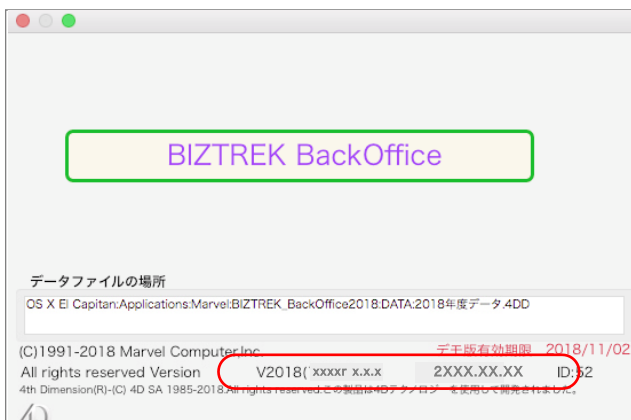 BIZTREK BackOffice
データファイルの場所
OS X El Capitan:Applications:Marvel:BIZTREK_BackOffice2018:DATA:2018年度データ.4DD
(C)1991-2018 Marvel Computer,Inc. デモ版有効期限 2018/11/02
All rights reserved Version V2018( xxxxr x.x.x 2XXX.XX.XX ID:52
4th Dimension(R)-(C) 4D SA 1985-2018.All rights reserved.この製品は4Dテクノロジーを使用して開発されました。